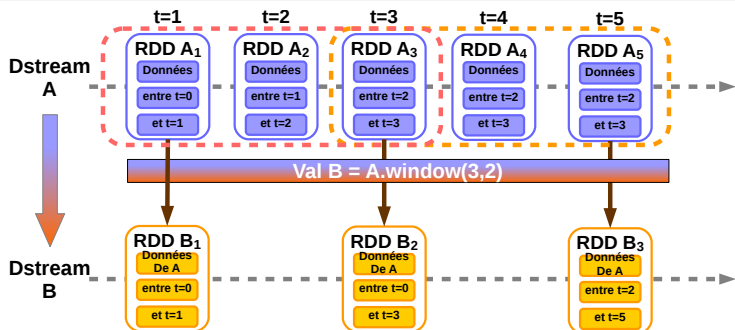 t=1 t=2 t=3 t=4 t=5
RDD A1 RDD A2 RDD A3 RDD A4 RDD A5
Dstream
A
Données Données Données Données Données
entre t=0 entre t=1 entre t=2 entre t=2 entre t=2
et t=1 et t=2 et t=3 et t=3 et t=3
Val B = A.window(3,2)
RDD B1 RDD B2 RDD B3
Dstream
B
Données Données Données
De A De A De A
entre t=0 entre t=0 entre t=2
et t=1 et t=3 et t=5